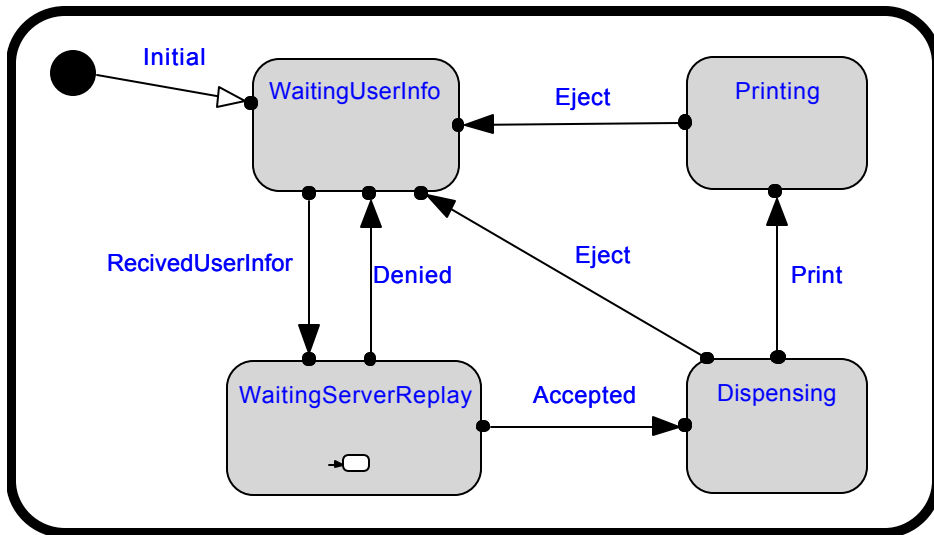 Initial
WaitingUserInfo
Eject
Printing
RecivedUserInfor
Denied
Eject
Print
WaitingServerReplay
Accepted
Dispensing